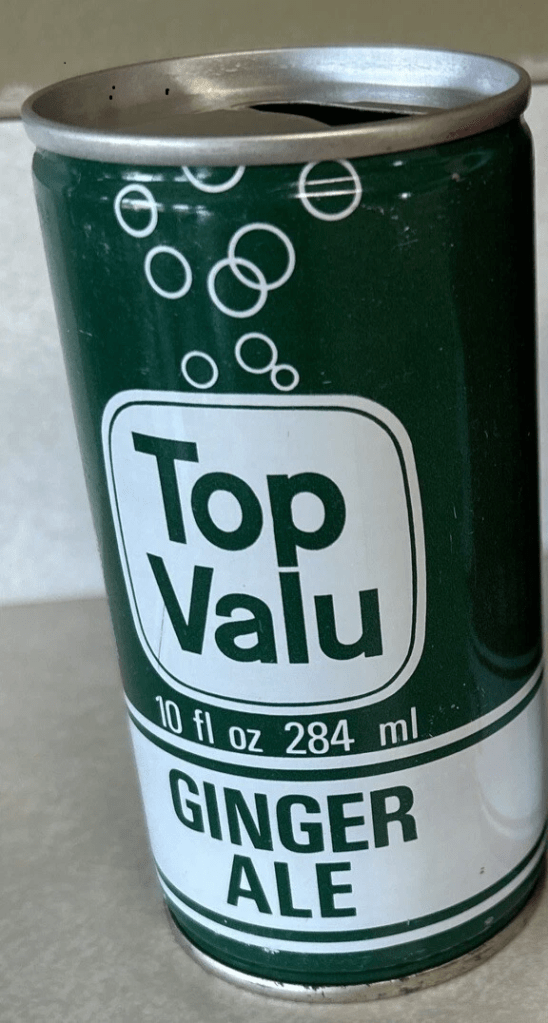 Top
Valu
10 fl oz 284 ml
GINGER
ALE